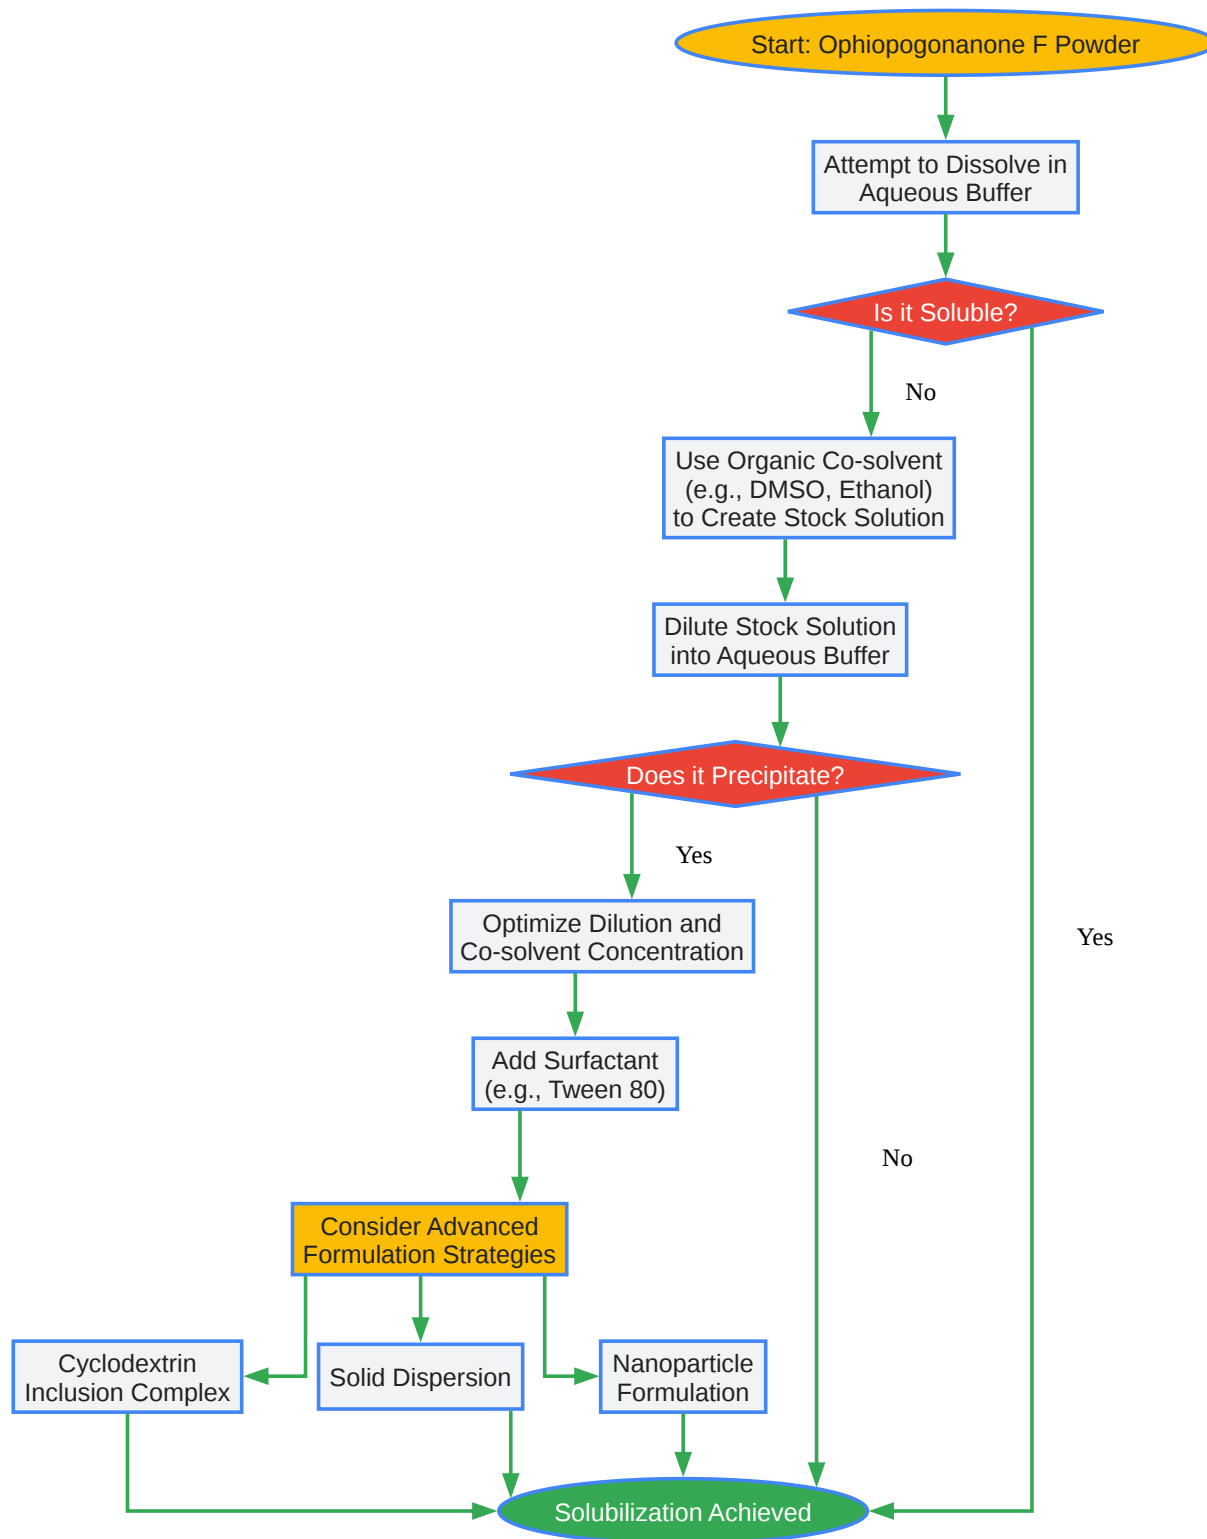 Start: Ophiopogonanone F Powder
Attempt to Dissolve in
Aqueous Buffer
Is it Soluble?
No
Use Organic Co-solvent
(e.g., DMSO, Ethanol)
to Create Stock Solution
Dilute Stock Solution
into Aqueous Buffer
Does it Precipitate?
Yes
Optimize Dilution and
Co-solvent Concentration
Yes
Add Surfactant
(e.g., Tween 80)
No
Consider Advanced
Formulation Strategies
Cyclodextrin
Inclusion Complex
Solid Dispersion
Nanoparticle
Formulation
Solubilization Achieved